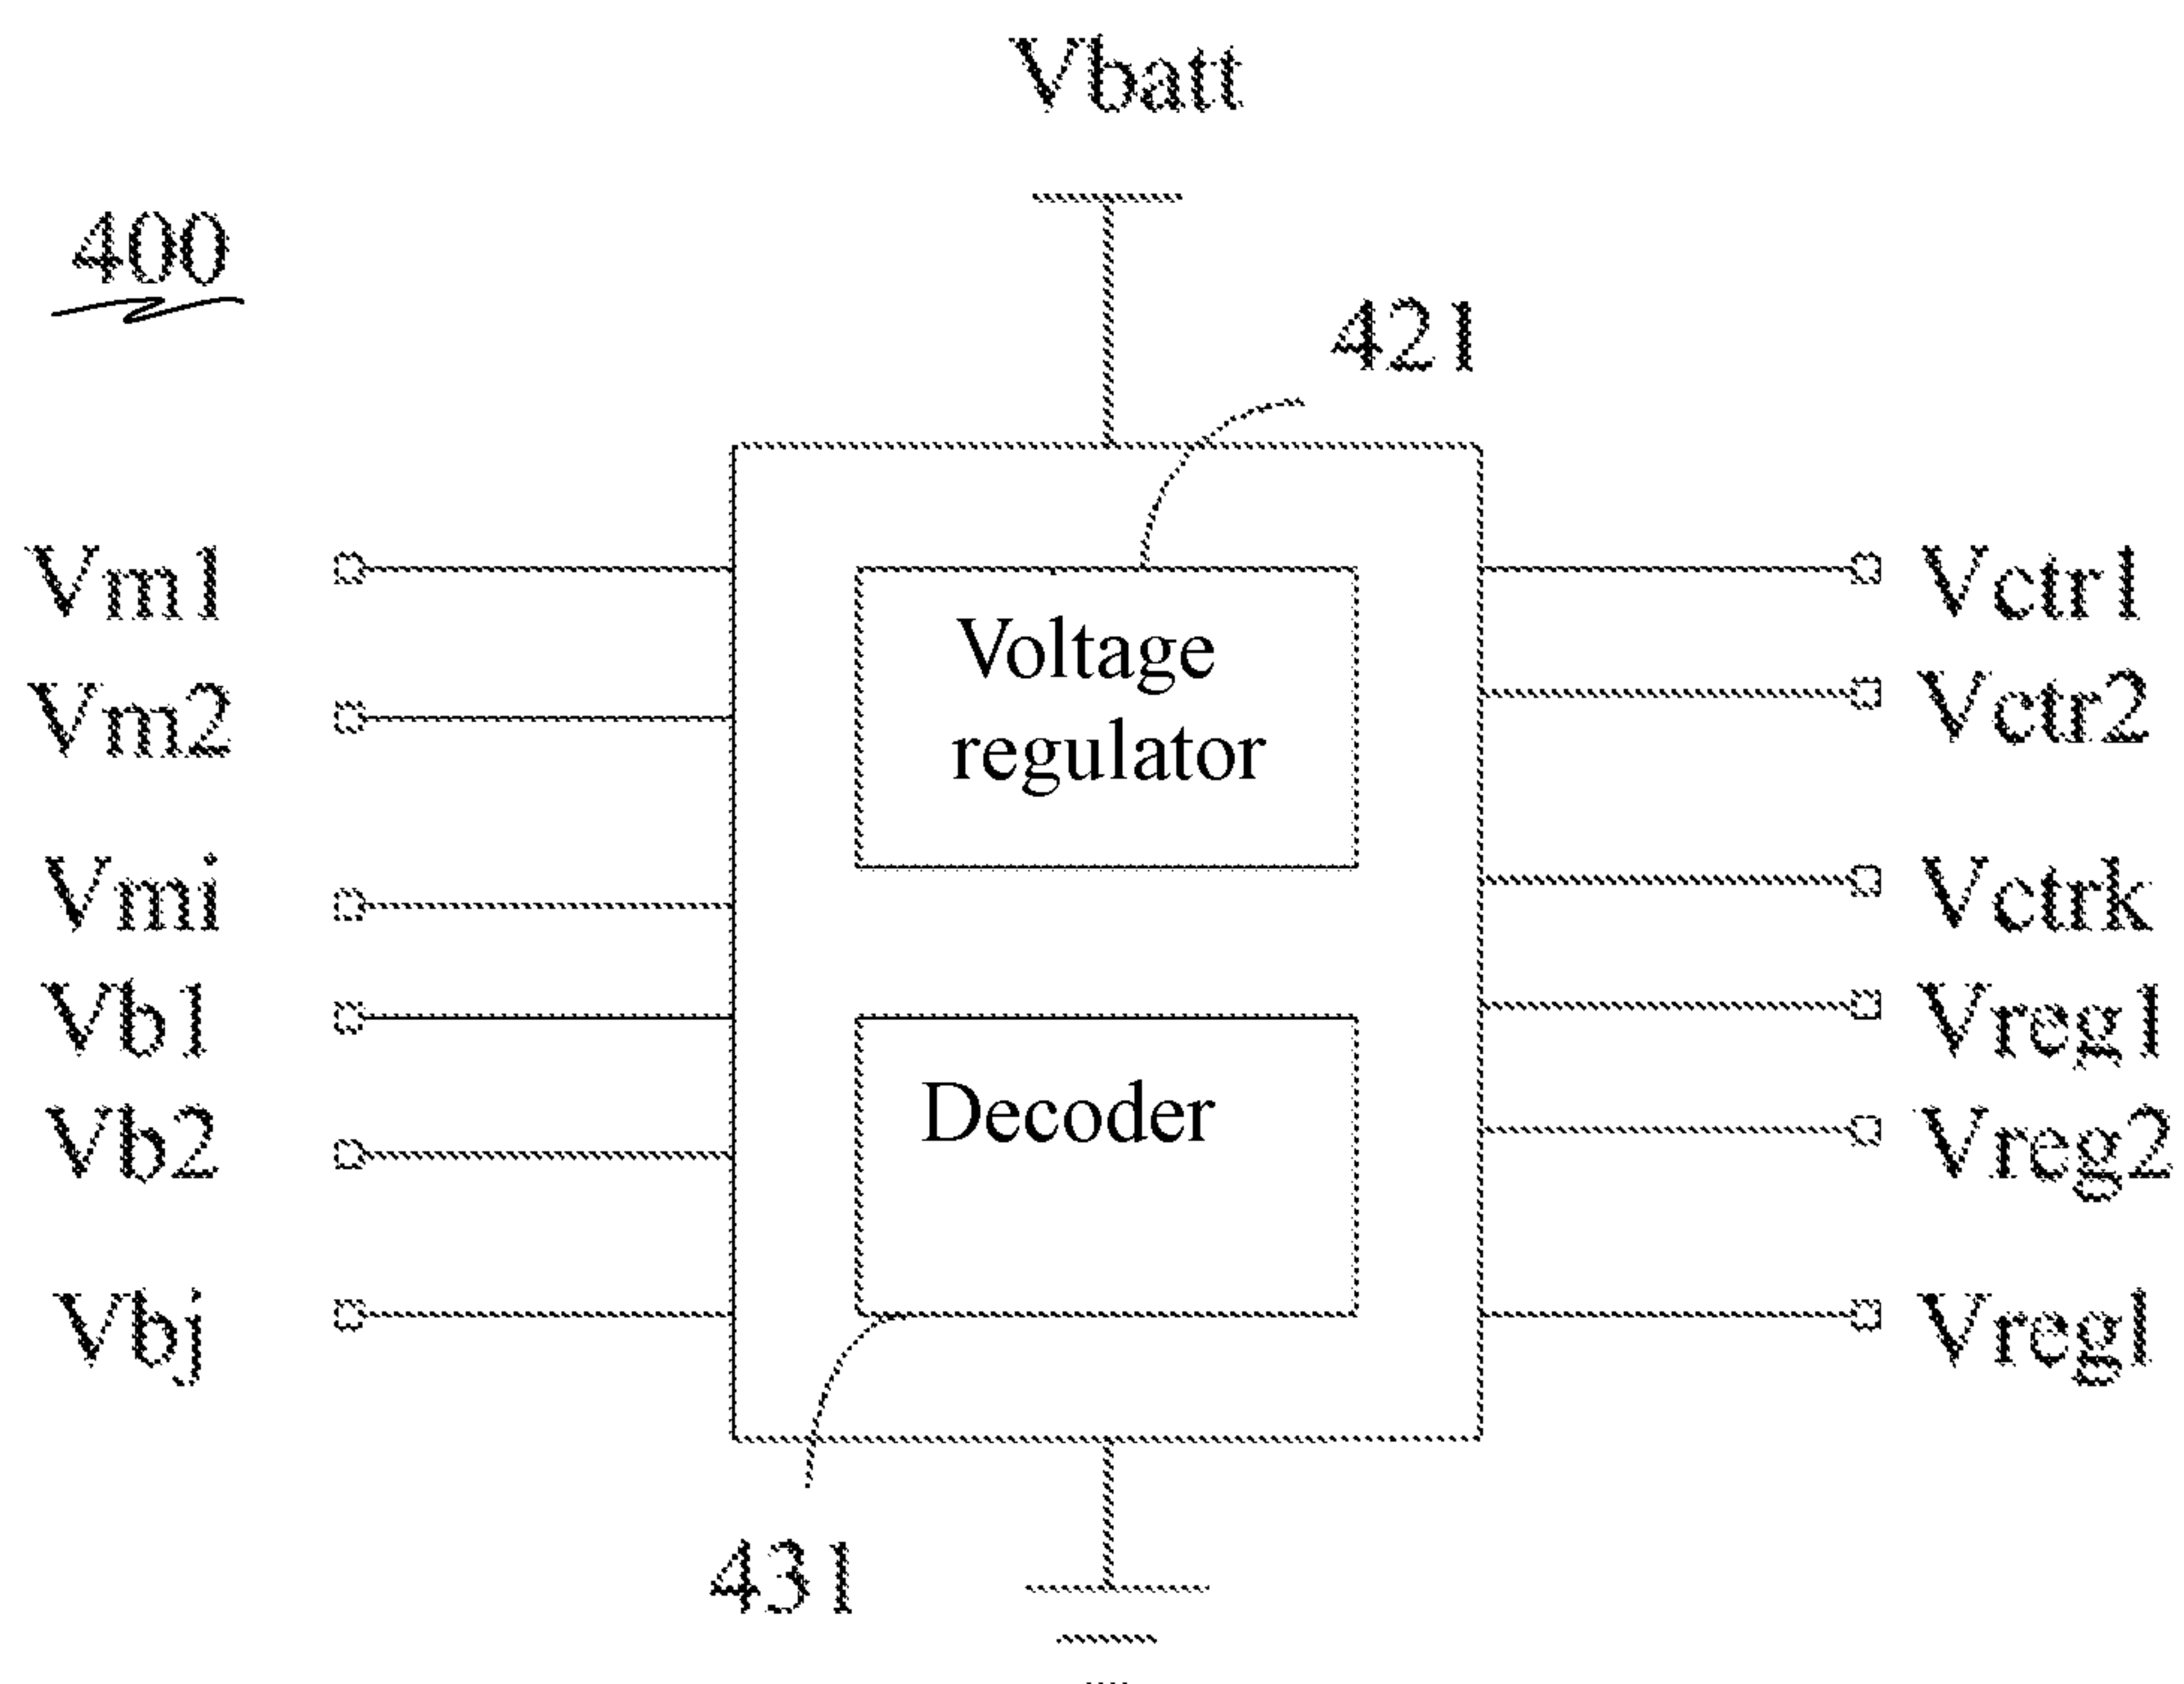 Vbatt
400
421
Vm1
Vm2
Vmi
Vb1
Vb2
Vbj
Voltage
regulator
Decoder
Vctr1
Vctr2
Vctrk
Vreg1
Vreg2
Vregl
431